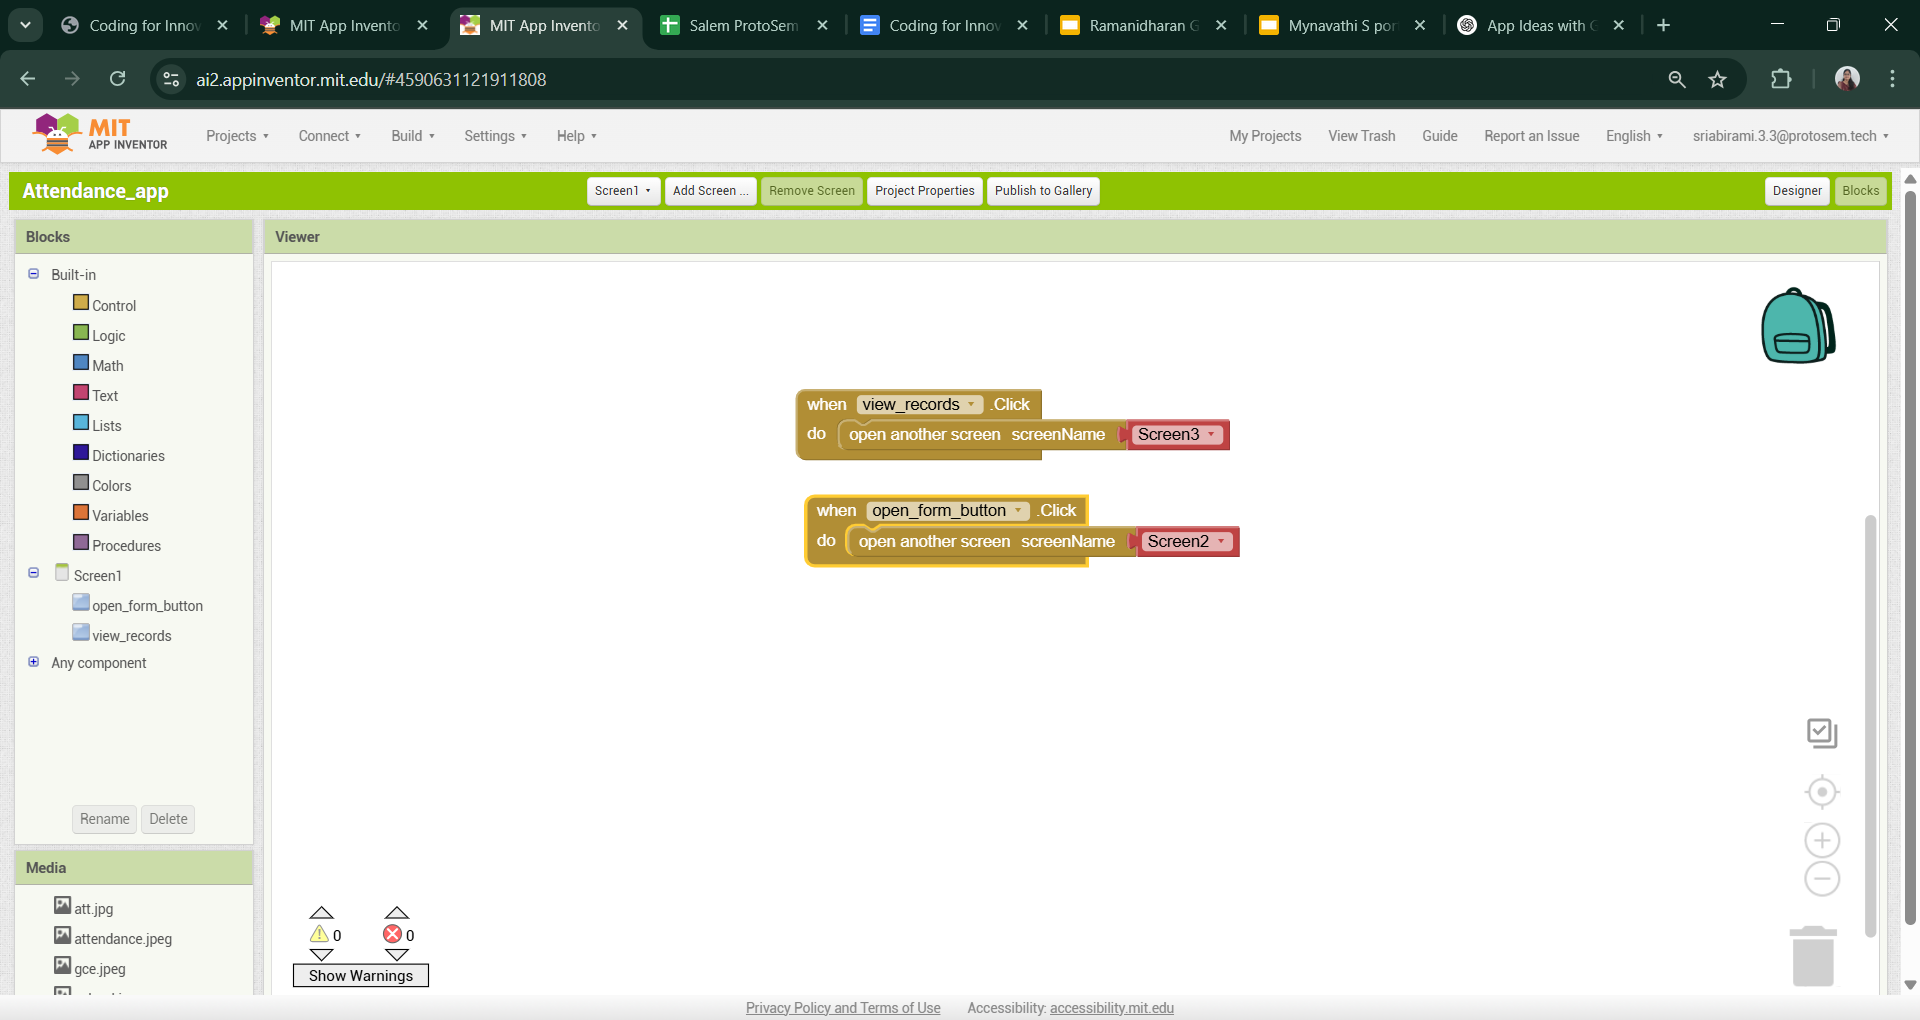 Coding for Innov
MIT App Invento
MIT App Invento
Salem ProtoSem
Coding for Innov
Ramanidharan G
Mynavathi S por
App Ideas with G
ai2.appinventor.mit.edu/#4590631121911808
MIT
APP INVENTOR
Projects
Connect
Build
Settings
Help
My Projects
View Trash
Guide
Report an Issue
English
sriabirami.3.3@protosem.tech
Attendance_app
Screen1
Add Screen ...
Remove Screen
Project Properties
Publish to Gallery
Designer
Blocks
Blocks
Built-in
Control
Logic
Math
Text
Lists
Dictionaries
Colors
Variables
Procedures
Screen1
open_form_button
view_records
Any component
Rename
Delete
Media
att.jpg
attendance.jpeg
gce.jpeg
Viewer
when view_records .Click
do open another screen screenName Screen3
when open_form_button .Click
do open another screen screenName Screen2
0
0
Show Warnings
Privacy Policy and Terms of Use
Accessibility: accessibility.mit.edu